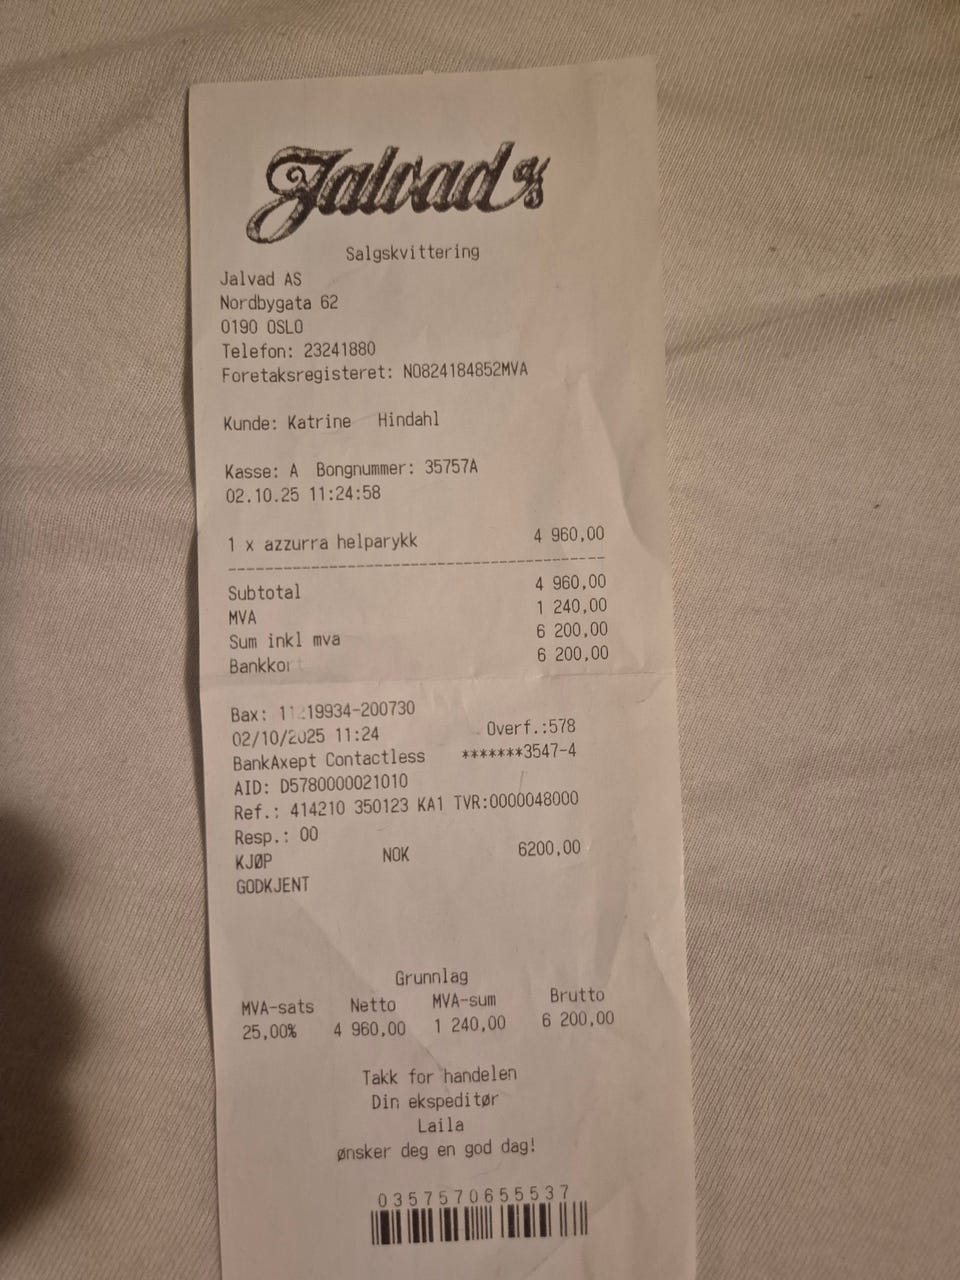 Jalvad AS
Salgskvittering
Jalvad AS
Nordbygata 62
0190 OSLO
Telefon: 23241880
Foretaksregisteret: NO824184852MVA
Kunde: Katrine Hindahl
Kasse: A Bongnummer: 35757A
02.10.25 11:24:58
1 x azzurra helparykk 4 960,00
Subtotal 4 960,00
MVA 1 240,00
Sum inkl mva 6 200,00
Bankkort 6 200,00
Bax:
02/10/2025 11:24 Overf.:578
BankAxept Contactless *******3547-4
AID: D5780000021010
Ref.: 414210 350123 KA1 TVR:0000048000
Resp.: 00
KJØP NOK 6200,00
GODKJENT
Grunnlag
MVA-sats Netto MVA-sum Brutto
25,00% 4 960,00 1 240,00 6 200,00
Takk for handelen
Din ekspeditør
Laila
ønsker deg en god dag!
0357570655537